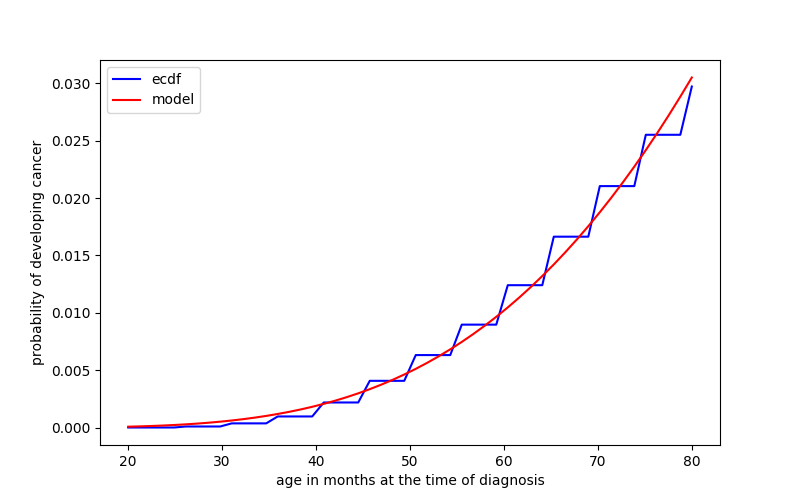 ecdf
model
0.030
0.025
0.020
0.015
0.010
0.005
0.000
probability of developing cancer
20 30 40 50 60 70 80
age in months at the time of diagnosis